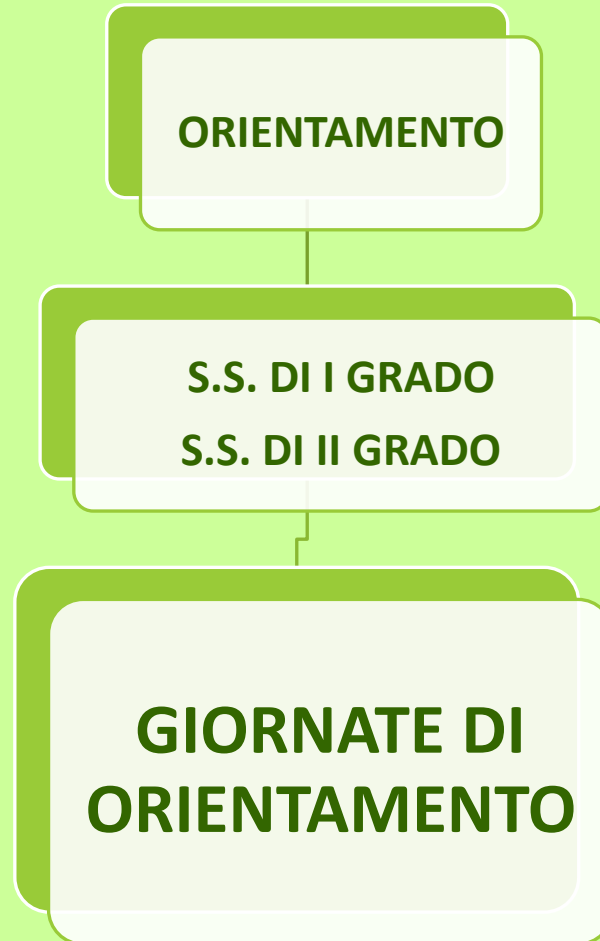 ORIENTAMENTO
S.S. DI I GRADO
S.S. DI II GRADO
GIORNATE DI
ORIENTAMENTO